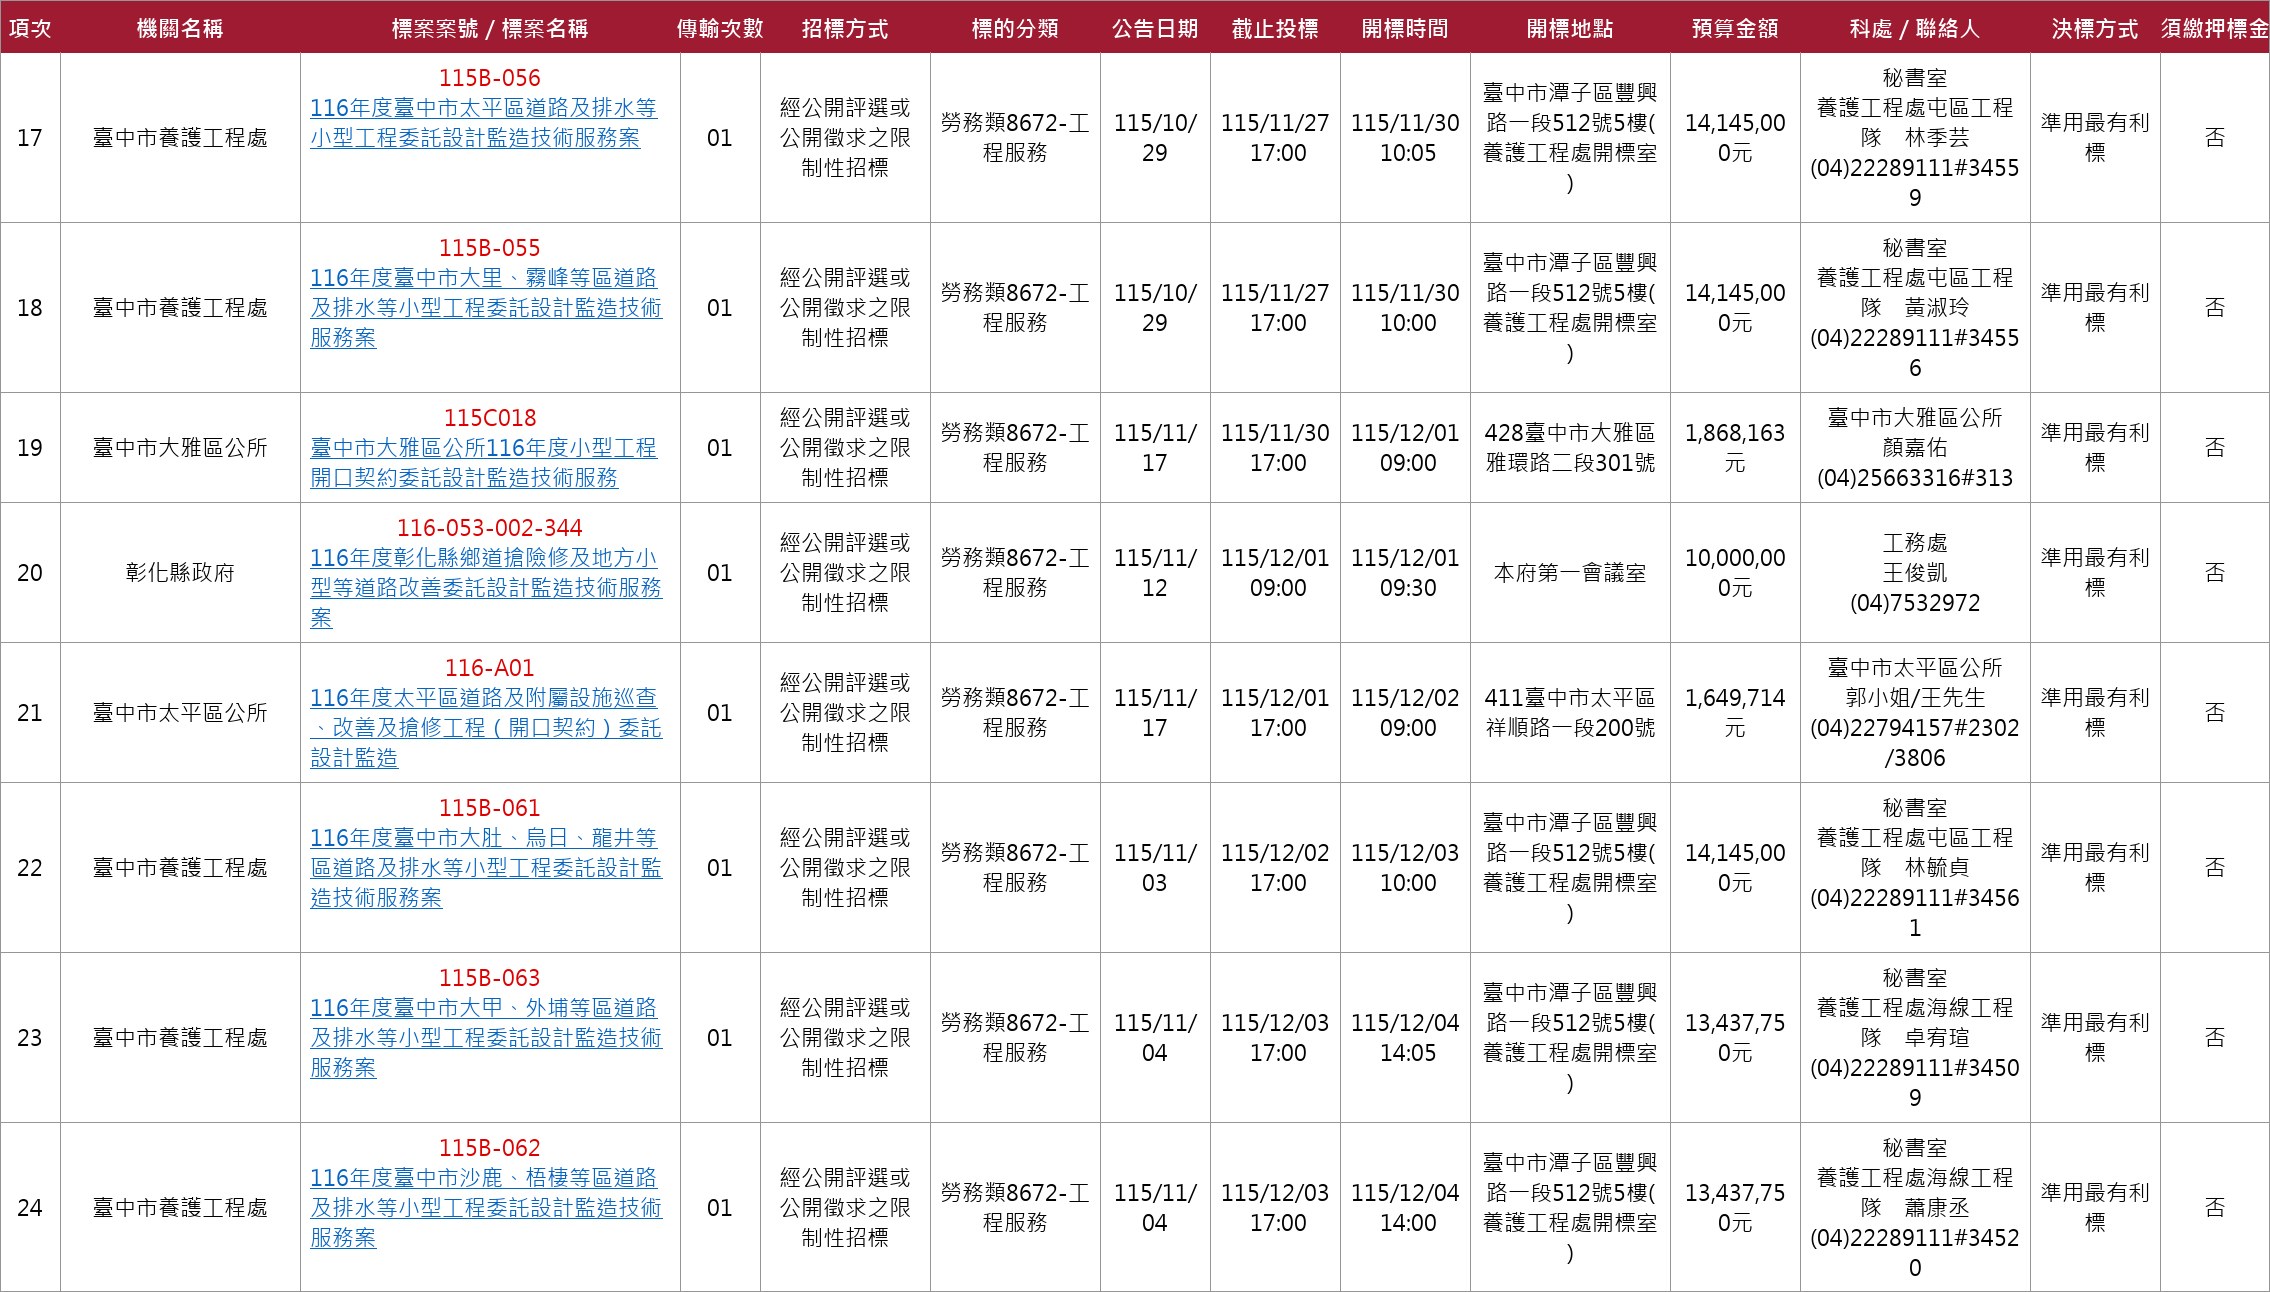 項次 機關名稱 標案案號 / 標案名稱 傳輸次數 招標方式 標的分類 公告日期 截止投標 開標時間 開標地點 預算金額 科處 / 聯絡人 決標方式 須繳押標金
17
臺中市養護工程處
115B-056
116年度臺中市太平區道路及排水等
小型工程委託設計監造技術服務案
01
經公開評選或
公開徵求之限
制性招標
勞務類8672-工
程服務
115/10/
29
115/11/27
17:00
115/11/30
10:05
臺中市潭子區豐興
路一段512號5樓(
養護工程處開標室
)
14,145,00
0元
秘書室
養護工程處屯區工程
隊　林季芸
(04)22289111#3455
9
準用最有利
標
否
18
臺中市養護工程處
115B-055
116年度臺中市大里、霧峰等區道路
及排水等小型工程委託設計監造技術
服務案
01
經公開評選或
公開徵求之限
制性招標
勞務類8672-工
程服務
115/10/
29
115/11/27
17:00
115/11/30
10:00
臺中市潭子區豐興
路一段512號5樓(
養護工程處開標室
)
14,145,00
0元
秘書室
養護工程處屯區工程
隊　黃淑玲
(04)22289111#3455
6
準用最有利
標
否
19
臺中市大雅區公所
115C018
臺中市大雅區公所116年度小型工程
開口契約委託設計監造技術服務
01
經公開評選或
公開徵求之限
制性招標
勞務類8672-工
程服務
115/11/
17
115/11/30
17:00
115/12/01
09:00
428臺中市大雅區
雅環路二段301號
1,868,163
元
臺中市大雅區公所
顏嘉佑
(04)25663316#313
準用最有利
標
否
20
彰化縣政府
116-053-002-344
116年度彰化縣鄉道搶險修及地方小
型等道路改善委託設計監造技術服務
案
01
經公開評選或
公開徵求之限
制性招標
勞務類8672-工
程服務
115/11/
12
115/12/01
09:00
115/12/01
09:30
本府第一會議室
10,000,00
0元
工務處
王俊凱
(04)7532972
準用最有利
標
否
21
臺中市太平區公所
116-A01
116年度太平區道路及附屬設施巡查
、改善及搶修工程（開口契約）委託
設計監造
01
經公開評選或
公開徵求之限
制性招標
勞務類8672-工
程服務
115/11/
17
115/12/01
17:00
115/12/02
09:00
411臺中市太平區
祥順路一段200號
1,649,714
元
臺中市太平區公所
郭小姐/王先生
(04)22794157#2302
/3806
準用最有利
標
否
22
臺中市養護工程處
115B-061
116年度臺中市大肚、烏日、龍井等
區道路及排水等小型工程委託設計監
造技術服務案
01
經公開評選或
公開徵求之限
制性招標
勞務類8672-工
程服務
115/11/
03
115/12/02
17:00
115/12/03
10:00
臺中市潭子區豐興
路一段512號5樓(
養護工程處開標室
)
14,145,00
0元
秘書室
養護工程處屯區工程
隊　林毓貞
(04)22289111#3456
1
準用最有利
標
否
23
臺中市養護工程處
115B-063
116年度臺中市大甲、外埔等區道路
及排水等小型工程委託設計監造技術
服務案
01
經公開評選或
公開徵求之限
制性招標
勞務類8672-工
程服務
115/11/
04
115/12/03
17:00
115/12/04
14:05
臺中市潭子區豐興
路一段512號5樓(
養護工程處開標室
)
13,437,75
0元
秘書室
養護工程處海線工程
隊　卓宥瑄
(04)22289111#3450
9
準用最有利
標
否
24
臺中市養護工程處
115B-062
116年度臺中市沙鹿、梧棲等區道路
及排水等小型工程委託設計監造技術
服務案
01
經公開評選或
公開徵求之限
制性招標
勞務類8672-工
程服務
115/11/
04
115/12/03
17:00
115/12/04
14:00
臺中市潭子區豐興
路一段512號5樓(
養護工程處開標室
)
13,437,75
0元
秘書室
養護工程處海線工程
隊　蕭康丞
(04)22289111#3452
0
準用最有利
標
否